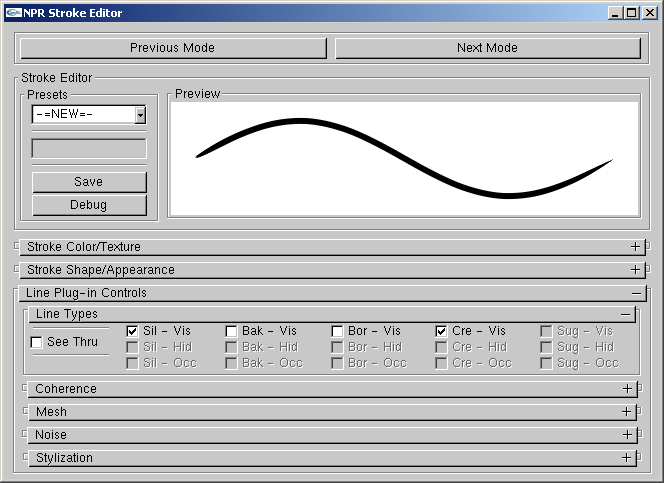 NPR Stroke Editor
Previous Mode Next Mode
Stroke Editor
Presets Preview
-=NEW=-
Save
Debug
Stroke Color/Texture
Stroke Shape/Appearance
Line Plug-in Controls
Line Types
See Thru
Sil - Vis Bak - Vis Bor - Vis Cre - Vis Sug - Vis
Sil - Hid Bak - Hid Bor - Hid Cre - Hid Sug - Hid
Sil - Occ Bak - Occ Bor - Occ Cre - Occ Sug - Occ
Coherence
Mesh
Noise
Stylization